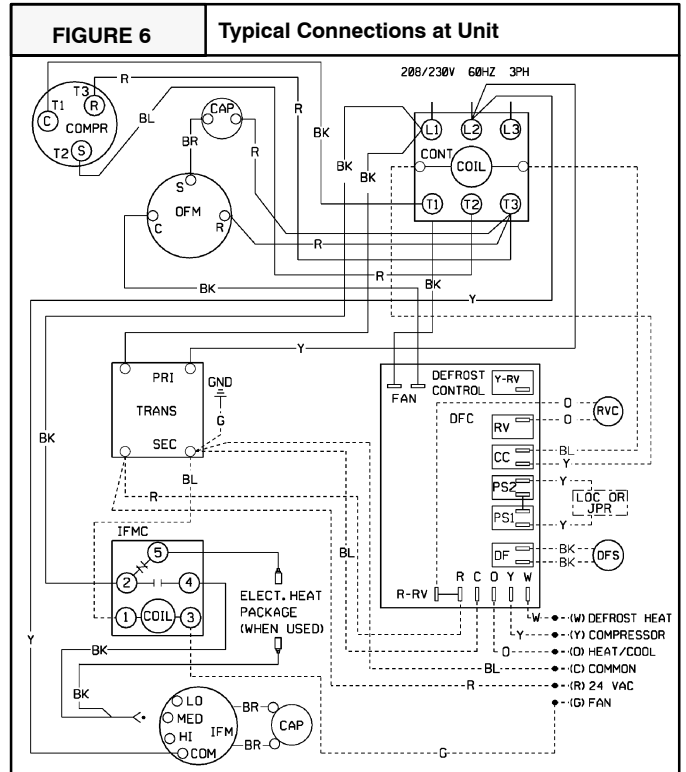 FIGURE 6
Typical Connections at Unit
208/230V 60HZ 3PH
T1
T3
R
C
COMPR
T2
S
R
BL
CAP
BR
R
R
BK
BK
BK
L1
L2
L3
CONT
COIL
T1
T2
T3
S
OFM
C
R
R
R
BK
BK
Y
Y
PRI
TRANS
SEC
GND
G
BK
R
BL
BL
FAN
DEFROST
CONTROL
DFC
Y-RV
RV
O
O
RVC
CC
BL
Y
PS2
Y
LOC OR
JPR
PS1
Y
DF
BK
BK
DFS
R C O Y W
R-RV
IFMC
5
2
4
1
COIL
3
ELECT. HEAT
PACKAGE
(WHEN USED)
W
(W) DEFROST HEAT
Y
(Y) COMPRESSOR
O
(O) HEAT/COOL
BL
(C) COMMON
R
(R) 24 VAC
(G) FAN
Y
BK
BK
LO
MED
HI
IFM
COM
BR
BR
CAP
G